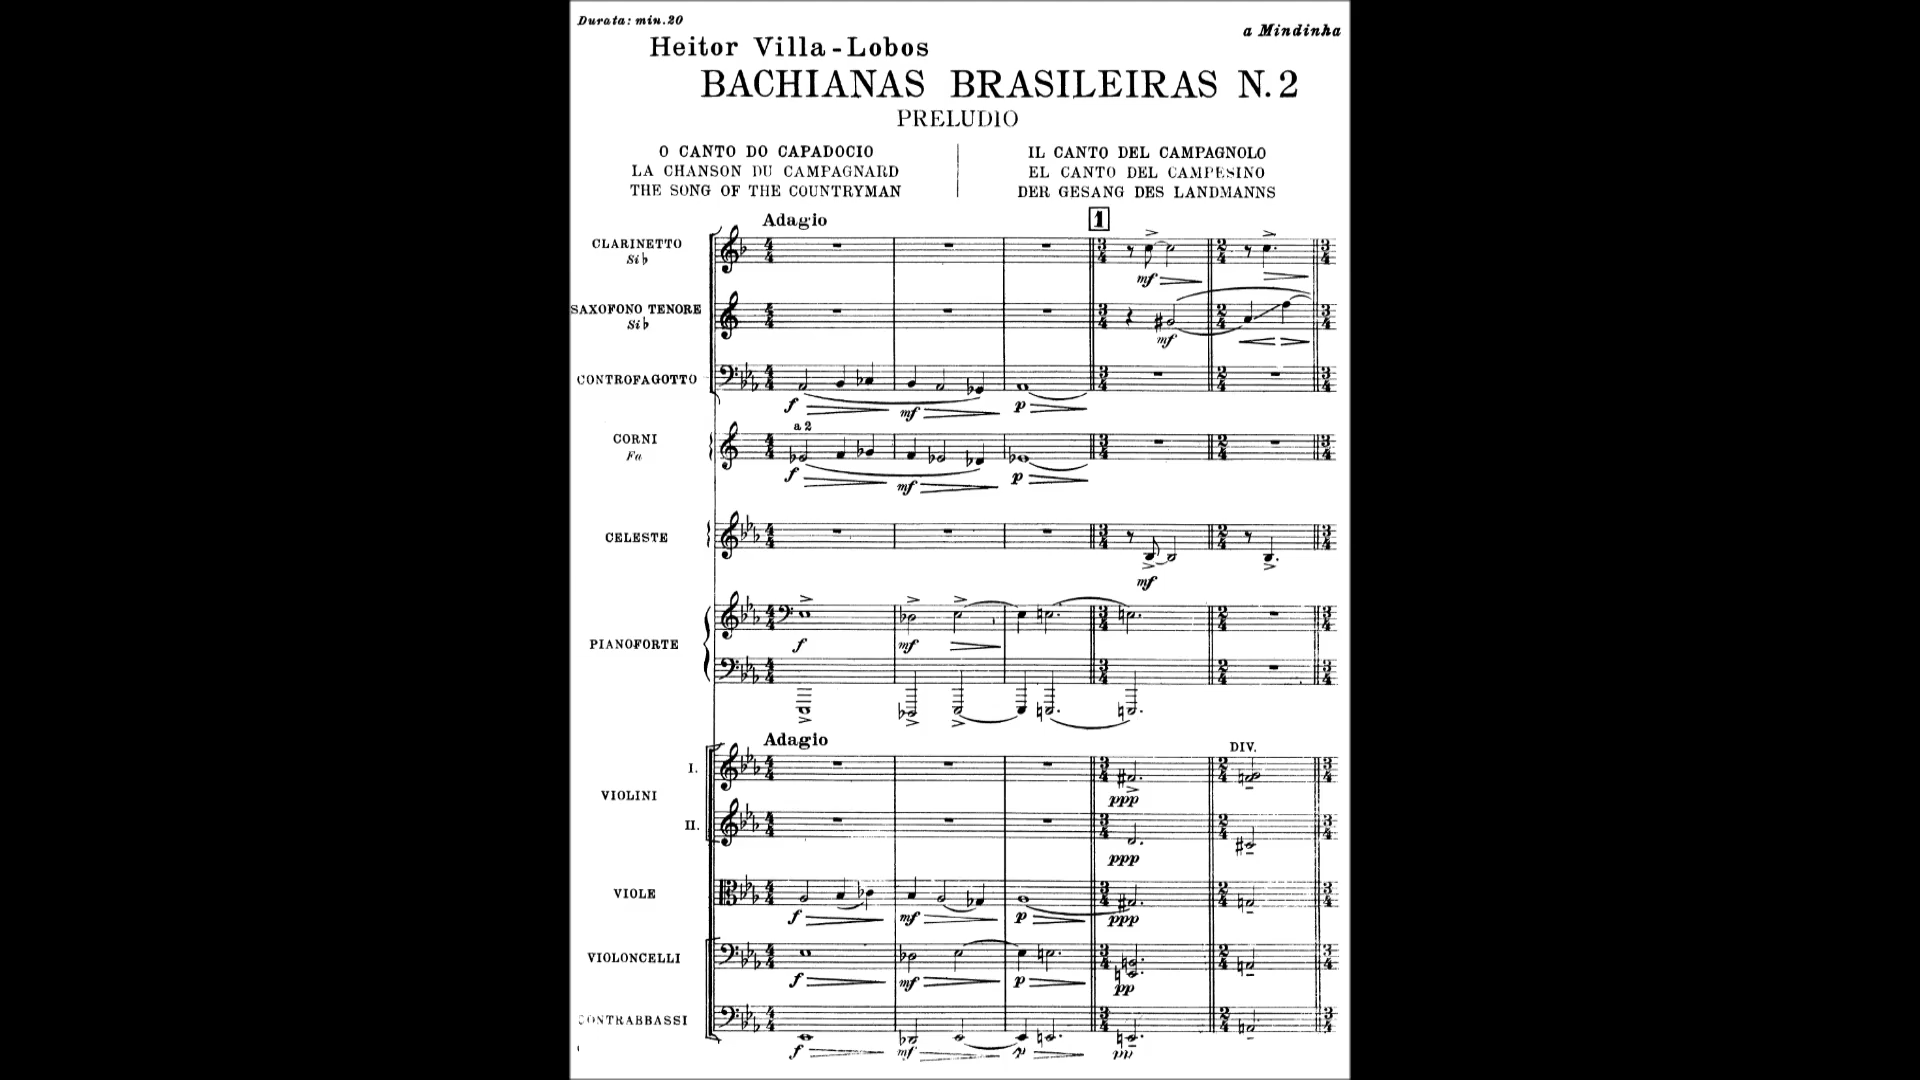 Durata: min. 20
a Mindinha
Heitor Villa-Lobos
BACHIANAS BRASILEIRAS N. 2
PRELUDIO
O CANTO DO CAPADOCIO
LA CHANSON DU CAMPAGNARD
THE SONG OF THE COUNTRYMAN
IL CANTO DEL CAMPAGNOLO
EL CANTO DEL CAMPESINO
DER GESANG DES LANDMANNS
Adagio
1
CLARINETTO
Si♭
mf
SAXOFONO TENORE
Si♭
mf
CONTROFAGOTTO
f mf p
a 2
CORNI
Fa
f mf p
CELESTE
mf
PIANOFORTE
f mf
Adagio
DIV.
VIOLINI
I.
ppp
II.
ppp
VIOLE
f mf p ppp
VIOLONCELLI
f mf p pp
CONTRABBASSI
f mf